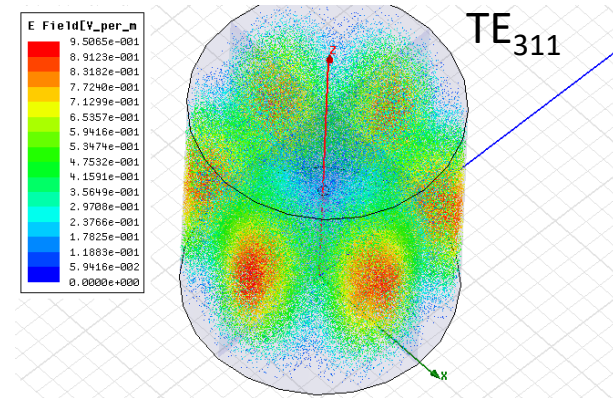 TE311
E Field[V_per_m
9.5065e-001
8.9123e-001
8.3182e-001
7.7240e-001
7.1299e-001
6.5357e-001
5.9416e-001
5.3474e-001
4.7532e-001
4.1591e-001
3.5649e-001
2.9708e-001
2.3766e-001
1.7825e-001
1.1883e-001
5.9416e-002
0.0000e+000
Z
X